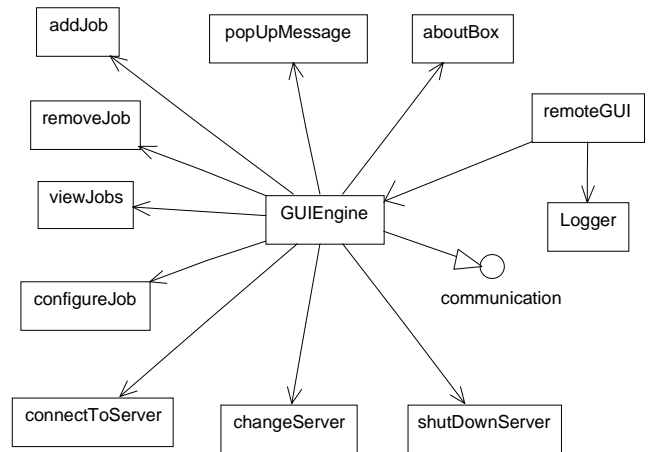 addJob
popUpMessage
aboutBox
removeJob
remoteGUI
viewJobs
GUIEngine
Logger
configureJob
communication
connectToServer
changeServer
shutDownServer